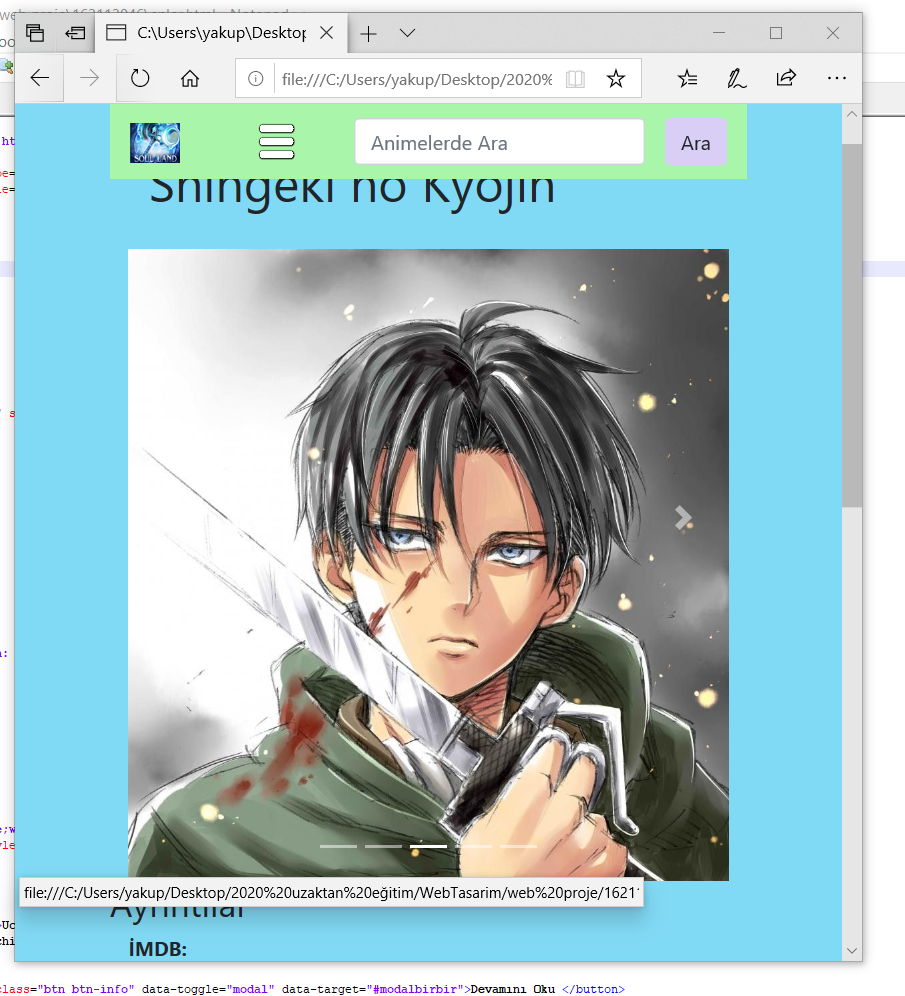 C:\Users\yakup\Desktop
file:///C:/Users/yakup/Desktop/2020%
SOUL LAND
Animelerde Ara
Ara
Shingeki no Kyojin
file:///C:/Users/yakup/Desktop/2020%20uzaktan%20eğitim/WebTasarim/web%20proje/1621
Ayrıntılar
İMDB:
class="btn btn-info" data-toggle="modal" data-target="#modalbirbir">Devamını Oku </button>